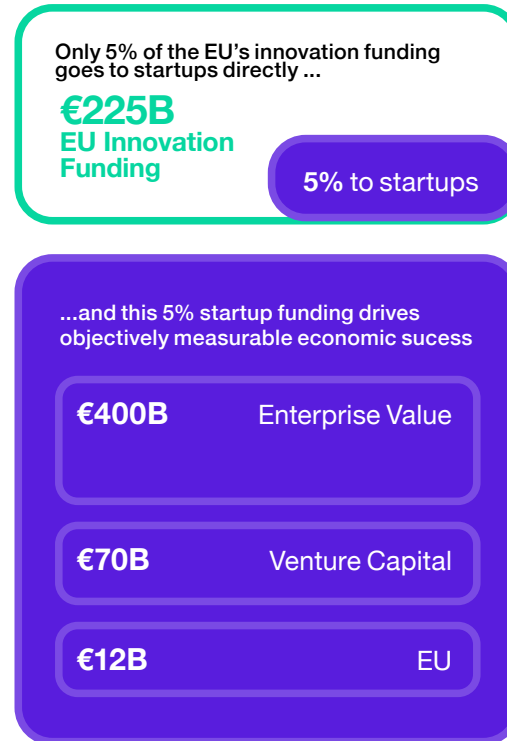 Only 5% of the EU’s innovation funding
goes to startups directly ...
€225B
EU Innovation
Funding
5% to startups
...and this 5% startup funding drives
objectively measurable economic sucess
€400B Enterprise Value
€70B Venture Capital
€12B EU